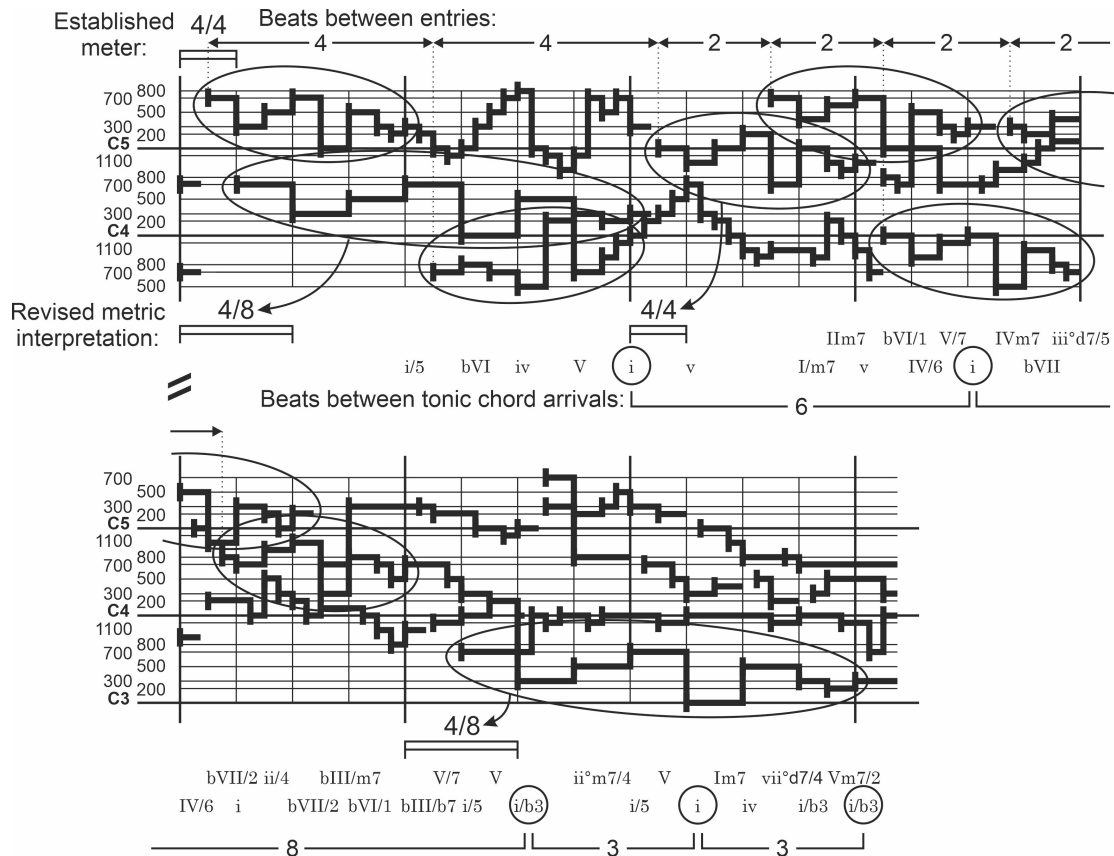 Established meter:
4/4
Beats between entries:
4 4 2 2 2 2
800
700
500
300
200
C5
1100
800
700
500
300
200
C4
1100
800
700
500
Revised metric interpretation:
4/8
4/4
IIm7 bVI/1 V/7 IVm7 iii°d7/5
i/5 bVI iv V i v I/m7 v IV/6 i bVII
Beats between tonic chord arrivals:
6
700
500
300
200
C5
1100
800
700
500
300
200
C4
1100
800
700
500
300
200
C3
4/8
bVII/2 ii/4 bIII/m7 V/7 V ii°m7/4 V Im7 vii°d7/4 Vm7/2
IV/6 i bVII/2 bVI/1 bIII/b7 i/5 i/b3 i/5 i iv i/b3 i/b3
8 3 3